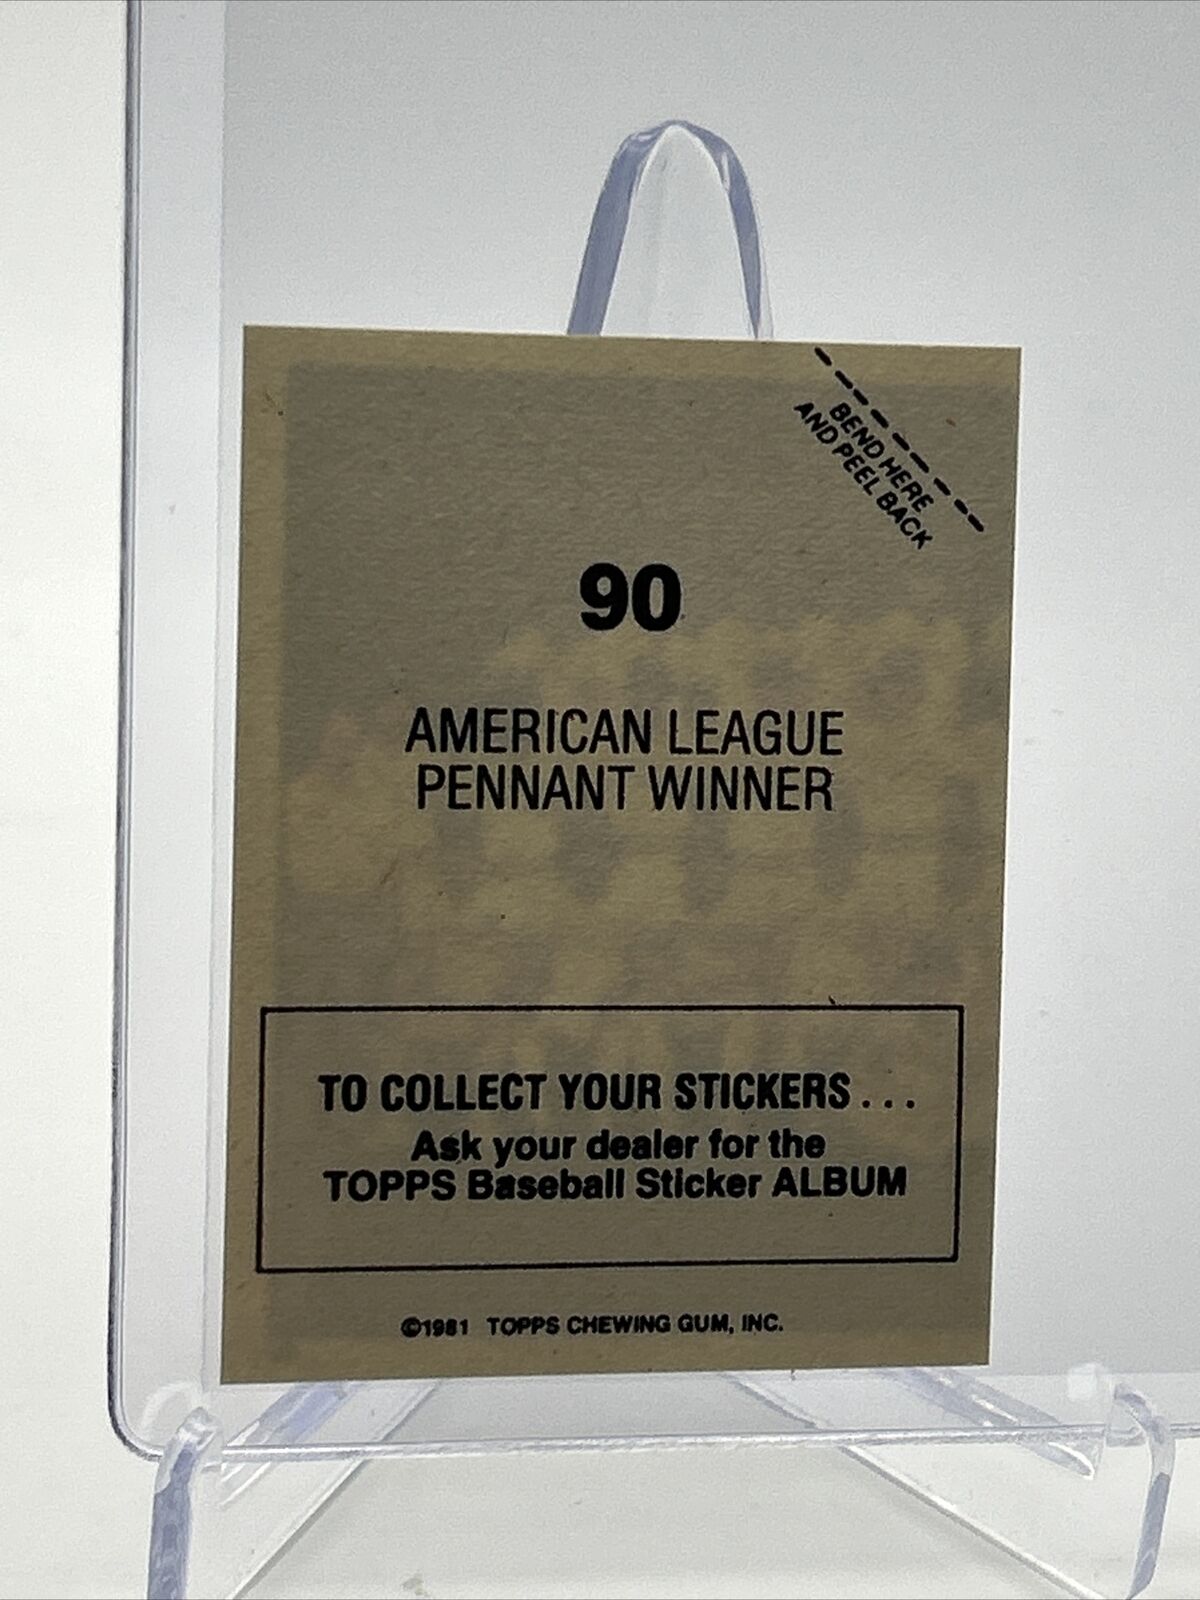 BEND HERE
AND PEEL BACK
90
AMERICAN LEAGUE
PENNANT WINNER
TO COLLECT YOUR STICKERS . . .
Ask your dealer for the
TOPPS Baseball Sticker ALBUM
©1981 TOPPS CHEWING GUM, INC.